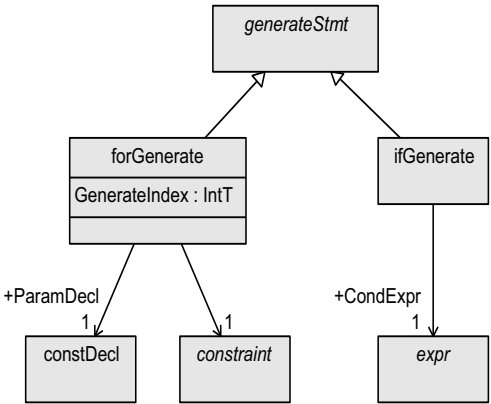 generateStmt
forGenerate
GenerateIndex : IntT
ifGenerate
+ParamDecl
1
1
+CondExpr
1
constDecl
constraint
expr